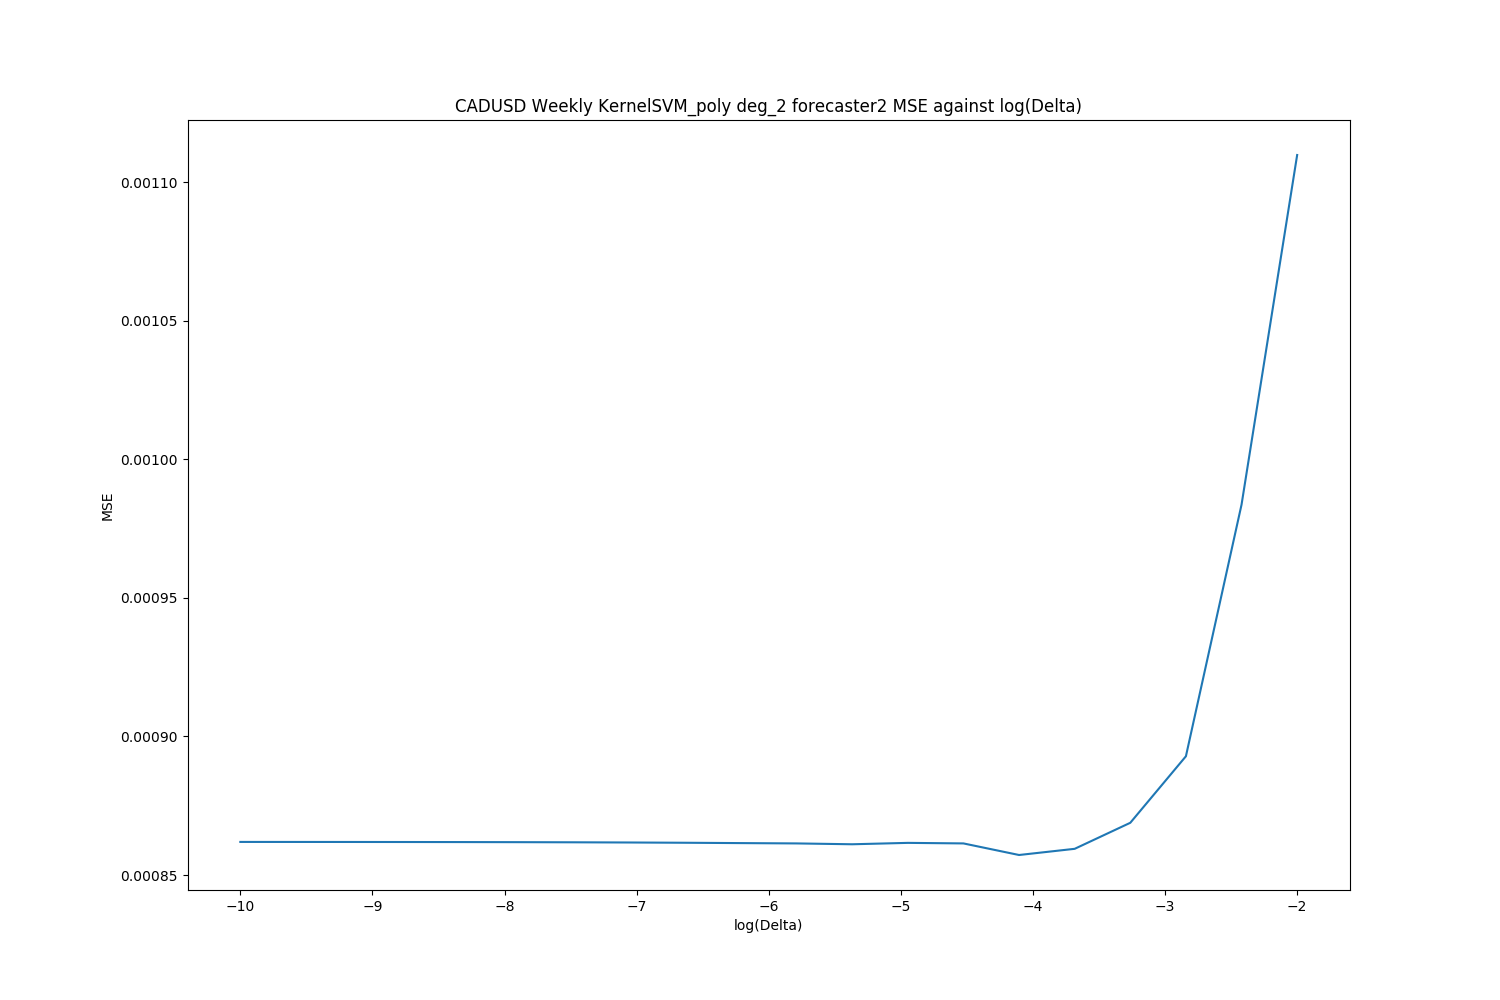 CADUSD Weekly KernelSVM_poly deg_2 forecaster2 MSE against log(Delta)
0.00110
0.00105
0.00100
0.00095
0.00090
0.00085
MSE
−10 −9 −8 −7 −6 −5 −4 −3 −2
log(Delta)